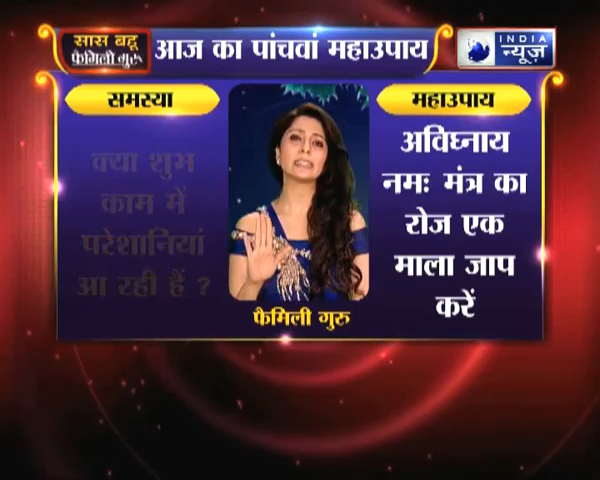 सास बहू
फैमिली गुरु
आज का पांचवां महाउपाय
INDIA
न्यूज़
समस्या
क्या शुभ
काम में
परेशानियां
आ रही हैं ?
फैमिली गुरु
महाउपाय
अविघ्नाय
नमः मंत्र का
रोज एक
माला जाप
करें